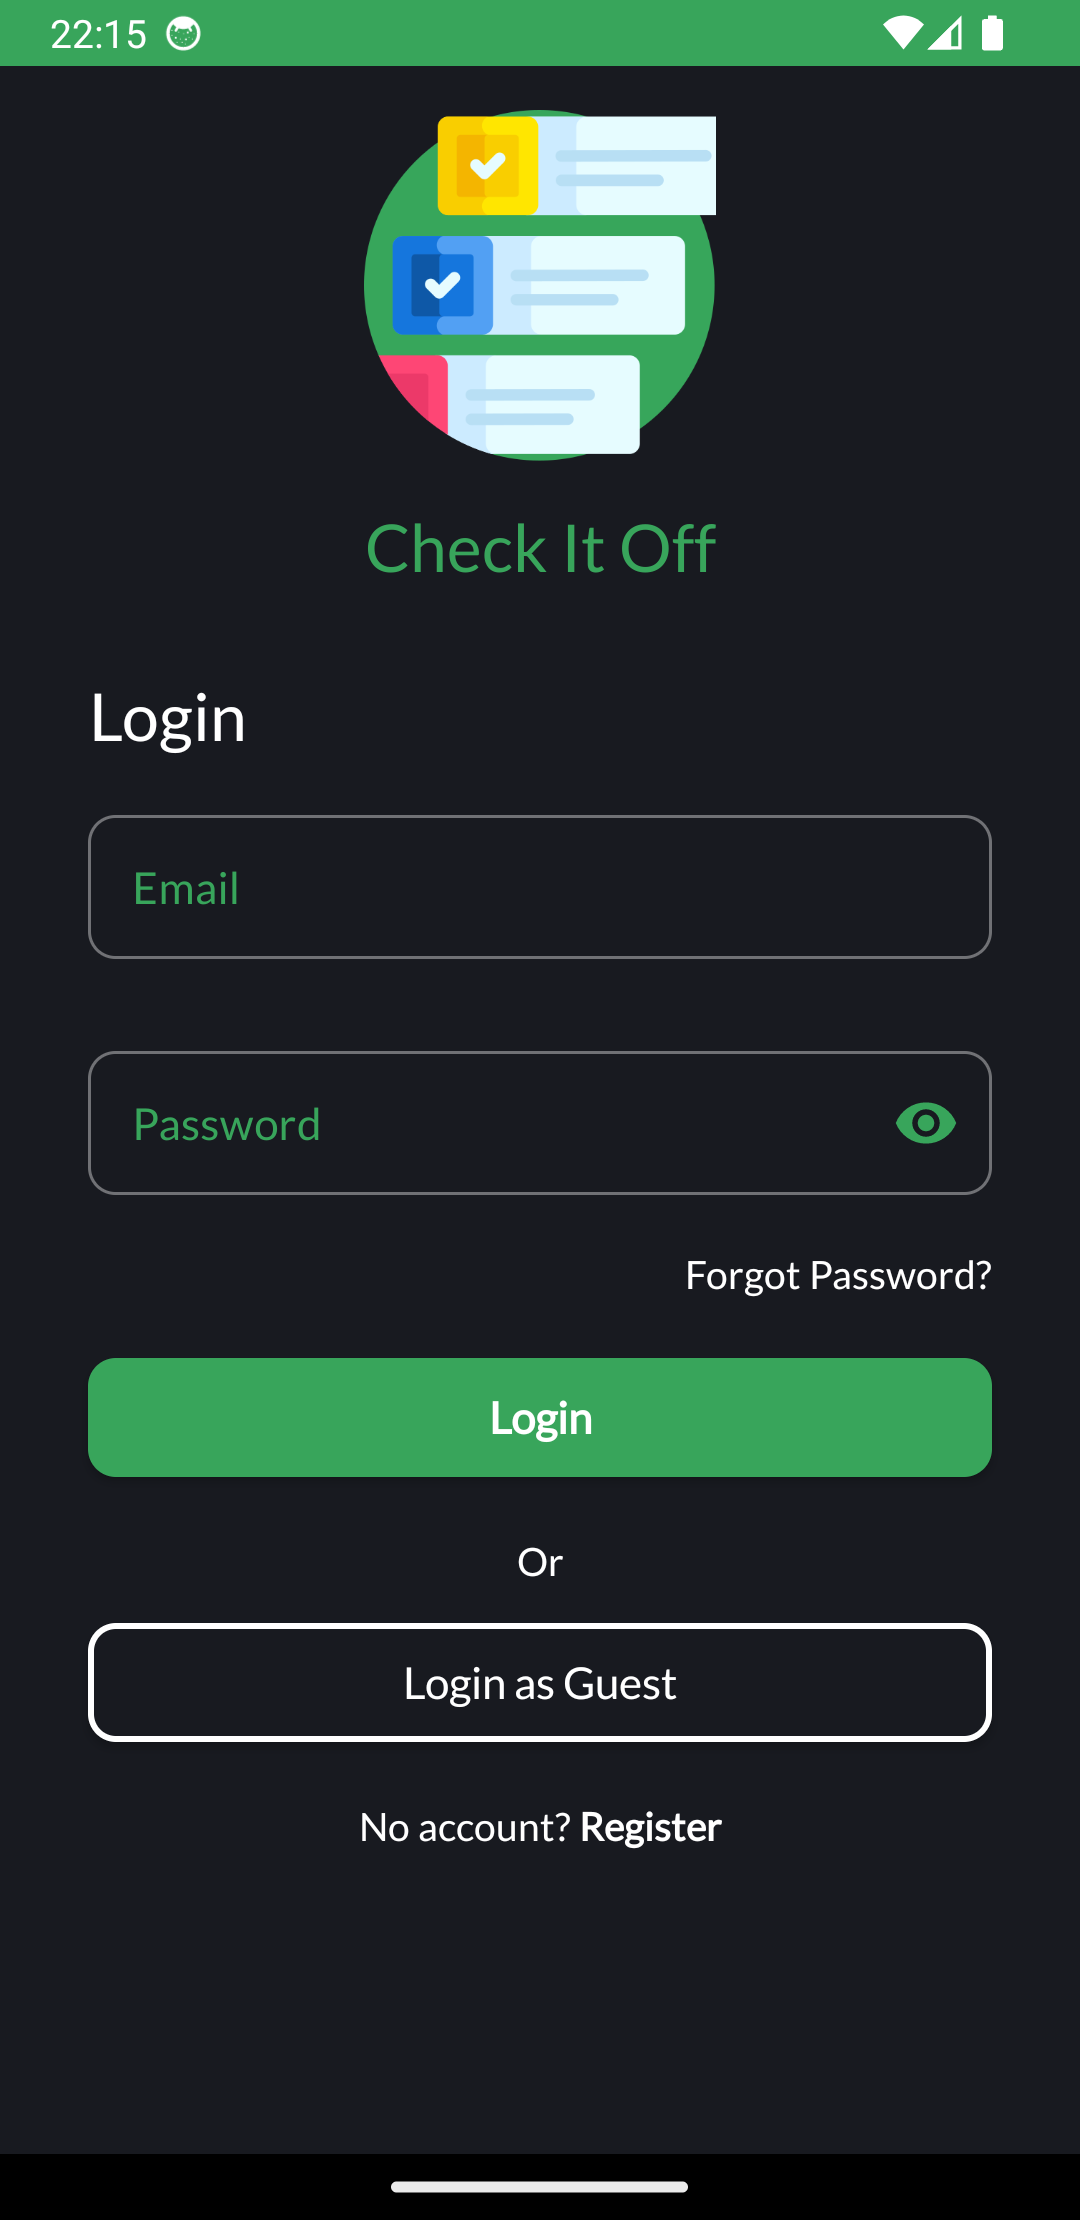 22:15
Check It Off
Login
Email
Password
Forgot Password?
Login
Or
Login as Guest
No account? Register